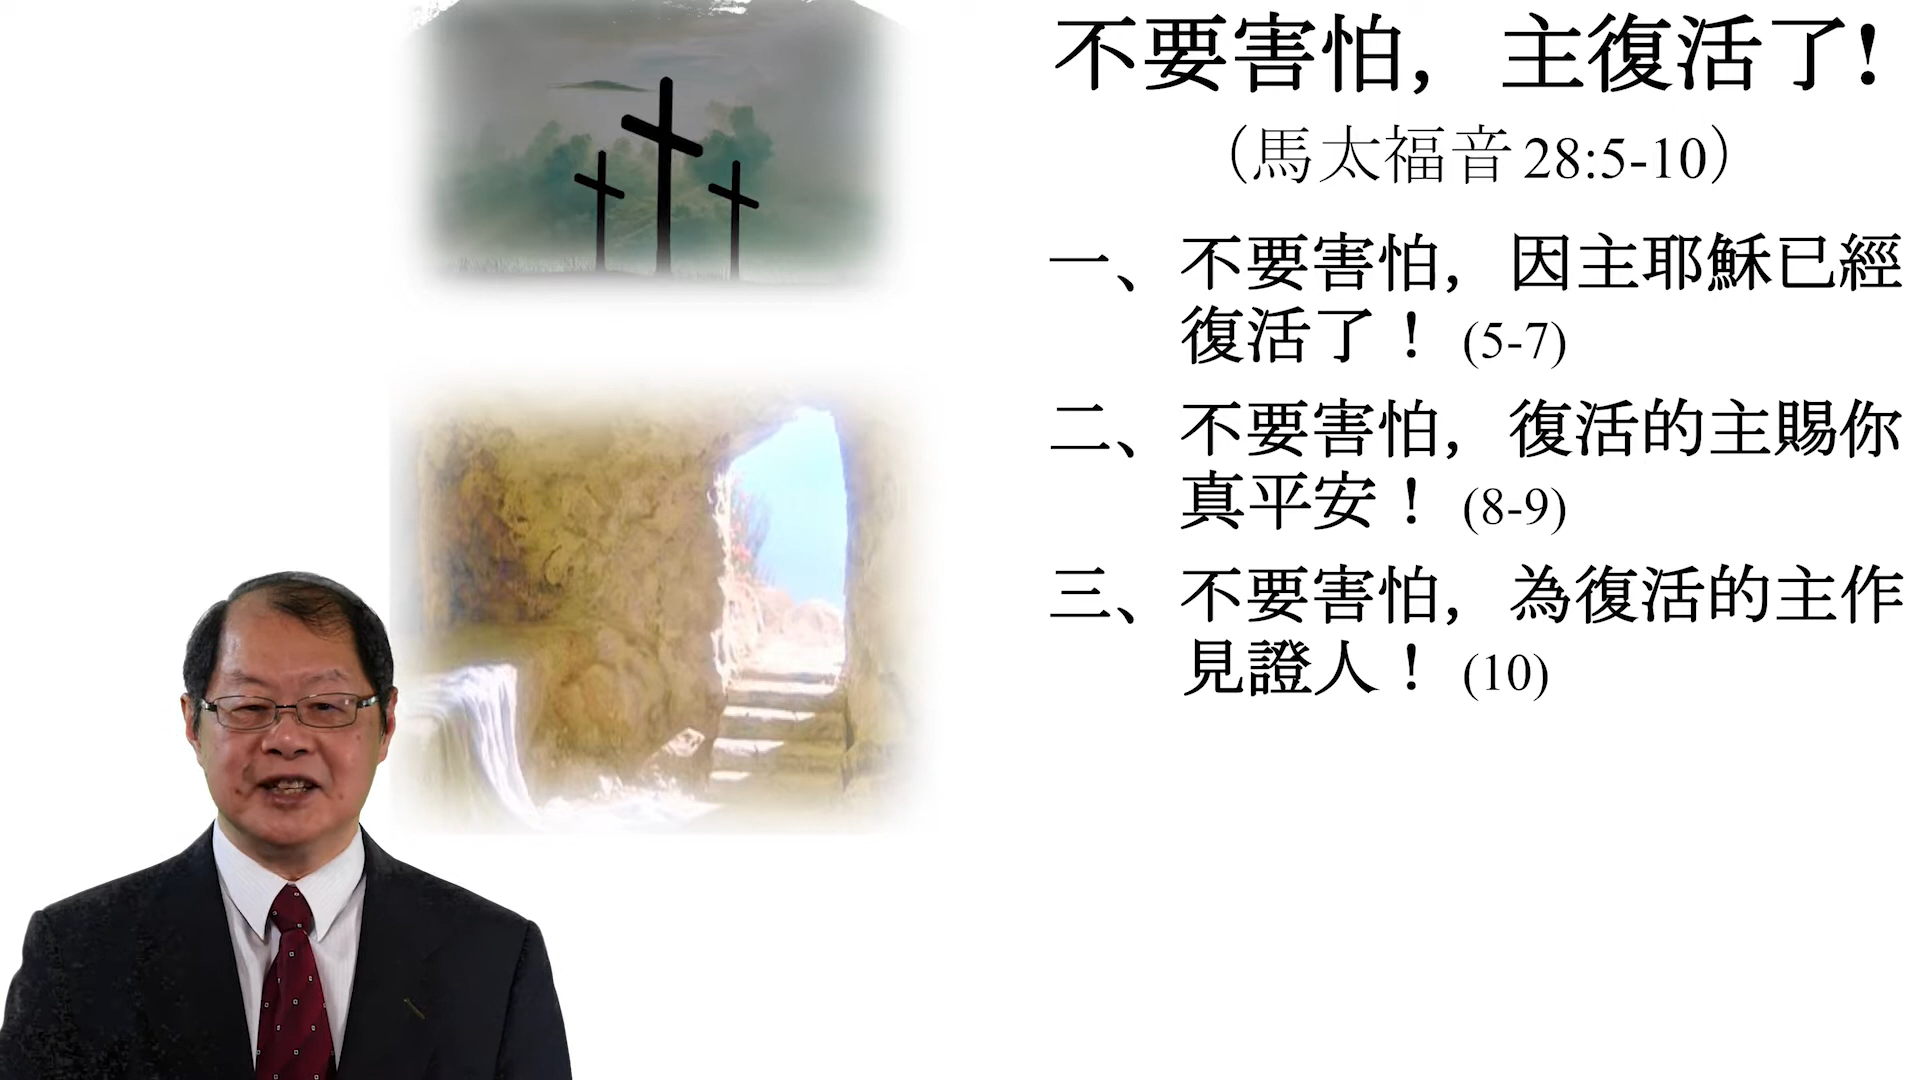 不要害怕，主復活了!
（馬太福音28:5-10）
一、不要害怕，因主耶穌已經
復活了！(5-7)
二、不要害怕，復活的主賜你
真平安！(8-9)
三、不要害怕，為復活的主作
見證人！(10)